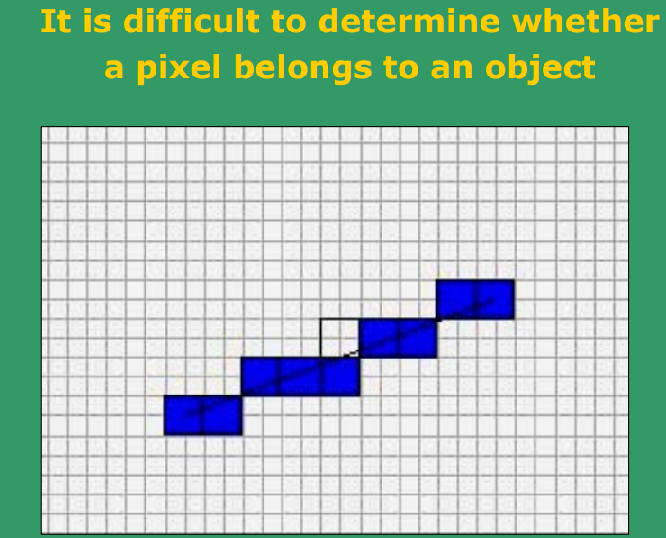 It is difficult to determine whether
a pixel belongs to an object